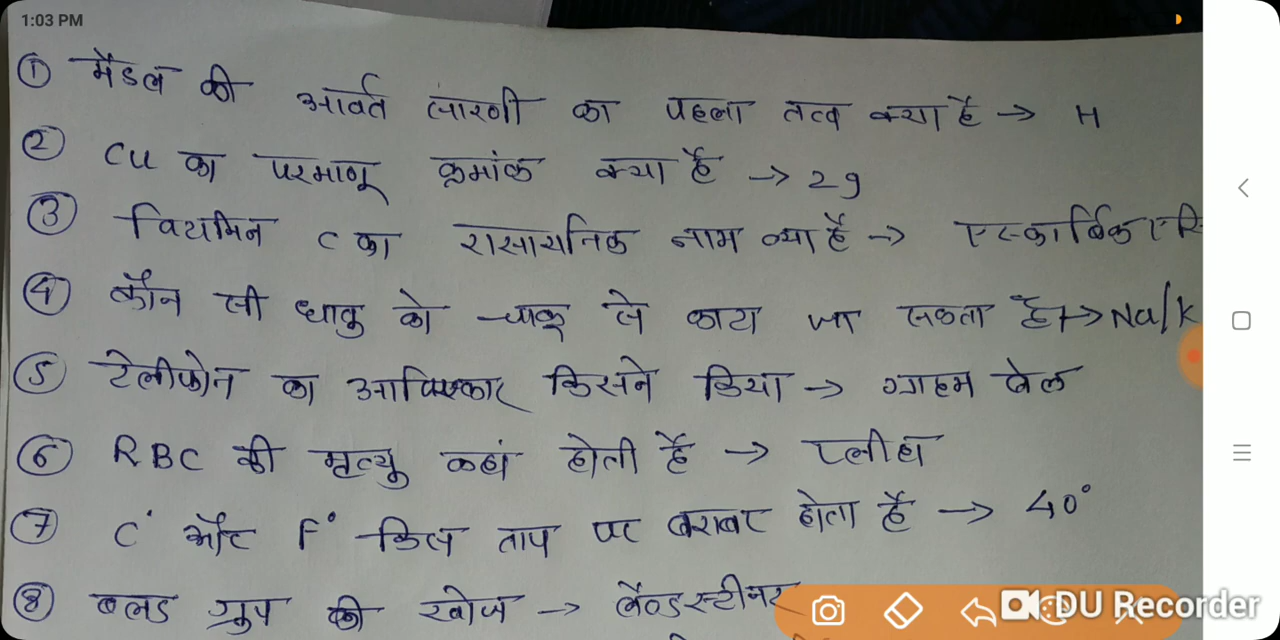 1:03 PM
① मैडल की आवर्त सारणी का पहला तत्व क्या है → H
② Cu का परमाणू क्रमांक क्या है → 29
③ विटामिन C का रासायनिक नाम क्या है → एस्कार्बिक ए
④ कौन सी धातु को चाकू से काटा जा सकता है → Na/K
⑤ टेलीफोन का आविष्कार किसने किया → ग्राहम बेल
⑥ RBC की मृत्यू कहां होती है → प्लीहा
⑦ C° और F° किस ताप पर बराबर होता है → 40°
⑧ बलड ग्रुप की खोज → लैन्डस्टीनर
DU Recorder